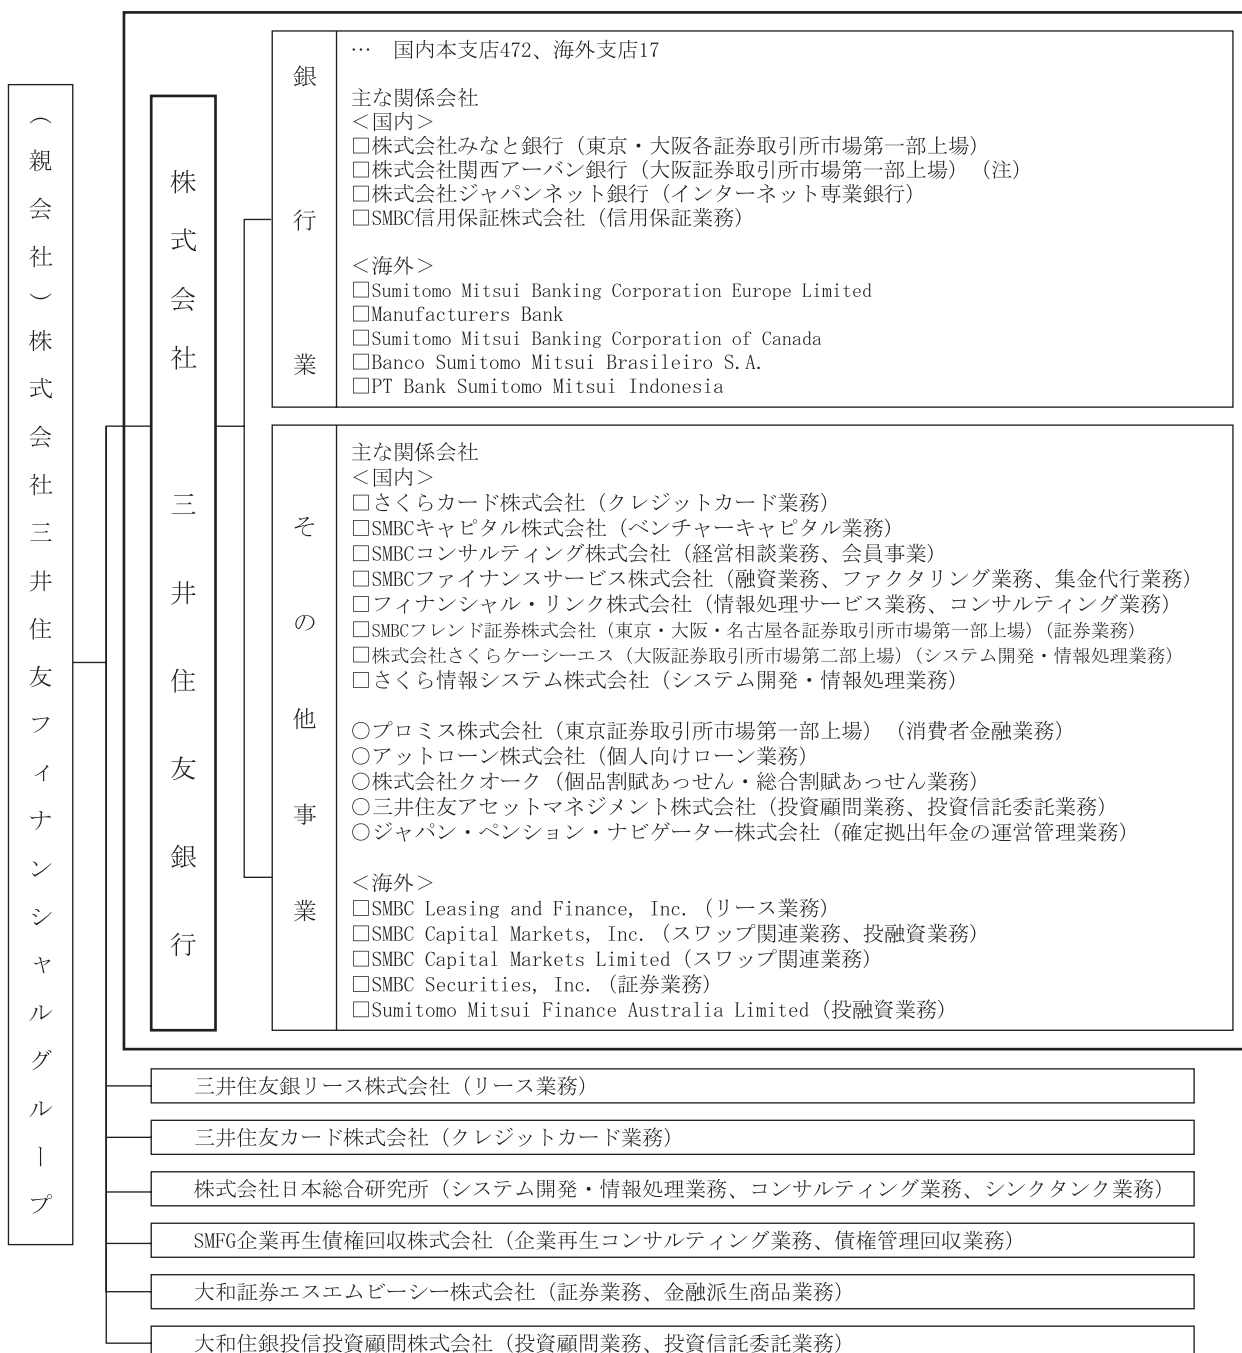 （親会社）株式会社三井住友フィナンシャルグループ
株式会社三井住友銀行
銀行業
… 国内本支店472、海外支店17
主な関係会社
＜国内＞
□株式会社みなと銀行（東京・大阪各証券取引所市場第一部上場）
□株式会社関西アーバン銀行（大阪証券取引所市場第一部上場）（注）
□株式会社ジャパンネット銀行（インターネット専業銀行）
□SMBC信用保証株式会社（信用保証業務）
＜海外＞
□Sumitomo Mitsui Banking Corporation Europe Limited
□Manufacturers Bank
□Sumitomo Mitsui Banking Corporation of Canada
□Banco Sumitomo Mitsui Brasileiro S.A.
□PT Bank Sumitomo Mitsui Indonesia
その他事業
主な関係会社
＜国内＞
□さくらカード株式会社（クレジットカード業務）
□SMBCキャピタル株式会社（ベンチャーキャピタル業務）
□SMBCコンサルティング株式会社（経営相談業務、会員事業）
□SMBCファイナンスサービス株式会社（融資業務、ファクタリング業務、集金代行業務）
□フィナンシャル・リンク株式会社（情報処理サービス業務、コンサルティング業務）
□SMBCフレンド証券株式会社（東京・大阪・名古屋各証券取引所市場第一部上場）（証券業務）
□株式会社さくらケーシーエス（大阪証券取引所市場第二部上場）（システム開発・情報処理業務）
□さくら情報システム株式会社（システム開発・情報処理業務）
○プロミス株式会社（東京証券取引所市場第一部上場）（消費者金融業務）
○アットローン株式会社（個人向けローン業務）
○株式会社クオーク（個品割賦あっせん・総合割賦あっせん業務）
○三井住友アセットマネジメント株式会社（投資顧問業務、投資信託委託業務）
○ジャパン・ペンション・ナビゲーター株式会社（確定拠出年金の運営管理業務）
＜海外＞
□SMBC Leasing and Finance, Inc.（リース業務）
□SMBC Capital Markets, Inc.（スワップ関連業務、投融資業務）
□SMBC Capital Markets Limited（スワップ関連業務）
□SMBC Securities, Inc.（証券業務）
□Sumitomo Mitsui Finance Australia Limited（投融資業務）
三井住友銀リース株式会社（リース業務）
三井住友カード株式会社（クレジットカード業務）
株式会社日本総合研究所（システム開発・情報処理業務、コンサルティング業務、シンクタンク業務）
SMFG企業再生債権回収株式会社（企業再生コンサルティング業務、債権管理回収業務）
大和証券エスエムビーシー株式会社（証券業務、金融派生商品業務）
大和住銀投信投資顧問株式会社（投資顧問業務、投資信託委託業務）